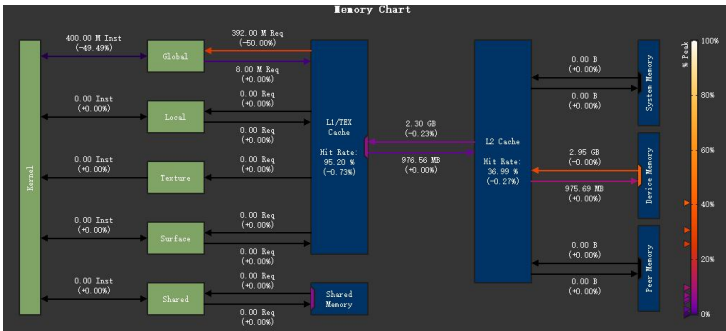 Memory Chart
400.00 M Inst
(-49.49%)
Global
392.00 M Req
(-50.00%)
8.00 M Req
(+0.00%)
0.00 Inst
(+0.00%)
Local
0.00 Req
(+0.00%)
0.00 Req
(+0.00%)
0.00 Inst
(+0.00%)
Texture
0.00 Req
(+0.00%)
0.00 Inst
(+0.00%)
Surface
0.00 Req
(+0.00%)
0.00 Req
(+0.00%)
0.00 Inst
(+0.00%)
Shared
0.00 Req
(+0.00%)
0.00 Req
(+0.00%)
Kernel
L1/TEX
Cache
Hit Rate:
95.20 %
(-0.73%)
Shared
Memory
2.30 GB
(-0.23%)
976.56 MB
(+0.00%)
L2 Cache
Hit Rate:
36.99 %
(-0.27%)
0.00 B
(+0.00%)
0.00 B
(+0.00%)
System Memory
2.95 GB
(-0.00%)
975.69 MB
(+0.00%)
Device Memory
0.00 B
(+0.00%)
0.00 B
(+0.00%)
Peer Memory
% Peak
100%
80%
60%
40%
20%
0%